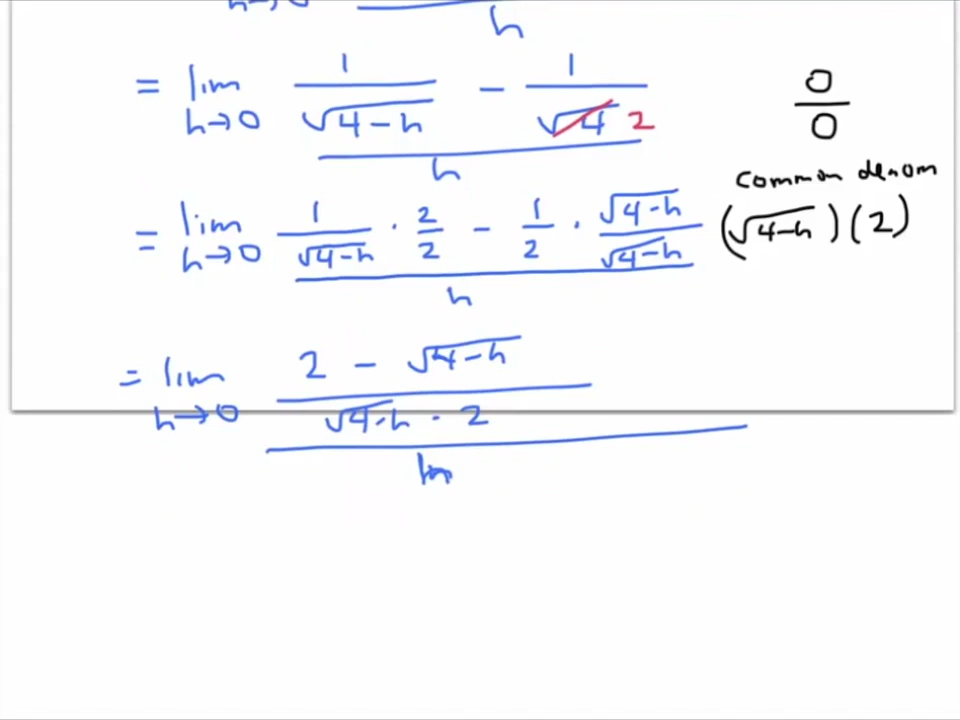 h→0
h
= lim h→0 1/√(4-h) - 1/√4 2
h
0/0
common denom
(√(4-h))(2)
= lim h→0 1/√(4-h) · 2/2 - 1/2 · √(4-h)/√(4-h)
h
= lim h→0 2 - √(4-h)
√(4-h) · 2